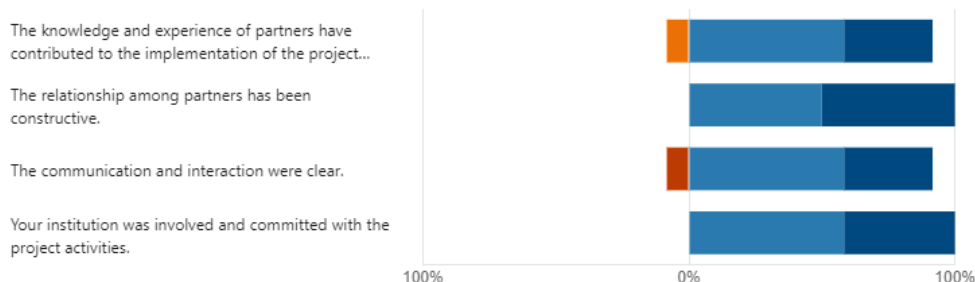 The knowledge and experience of partners have
contributed to the implementation of the project...
The relationship among partners has been
constructive.
The communication and interaction were clear.
Your institution was involved and committed with the
project activities.
100% 0% 100%